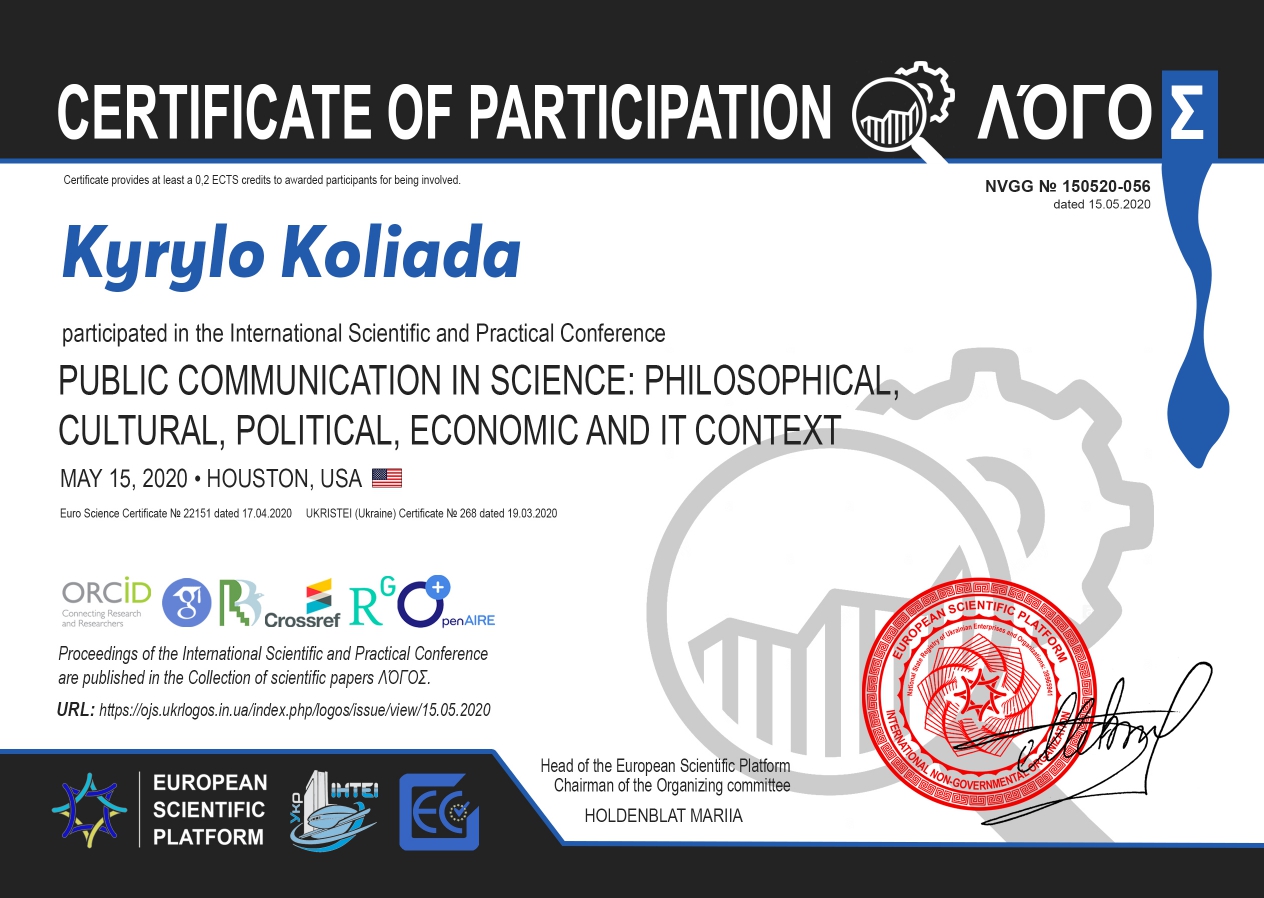 CERTIFICATE OF PARTICIPATION
ΛΌΓΟΣ
Certificate provides at least a 0,2 ECTS credits to awarded participants for being involved.
NVGG № 150520-056
dated 15.05.2020
Kyrylo Koliada
participated in the International Scientific and Practical Conference
PUBLIC COMMUNICATION IN SCIENCE: PHILOSOPHICAL,
CULTURAL, POLITICAL, ECONOMIC AND IT CONTEXT
MAY 15, 2020 • HOUSTON, USA
Euro Science Certificate № 22151 dated 17.04.2020 UKRISTEI (Ukraine) Certificate № 268 dated 19.03.2020
ORCID
Connecting Research
and Researchers
g
Crossref
RG
OpenAIRE
Proceedings of the International Scientific and Practical Conference
are published in the Collection of scientific papers ΛΌΓΟΣ.
URL: https://ojs.ukrlogos.in.ua/index.php/logos/issue/view/15.05.2020
EUROPEAN SCIENTIFIC PLATFORM
National State Registry of Ukrainian Enterprises and Organizations:
INTERNATIONAL NON-GOVERNMENTAL ORGANIZATION
EUROPEAN
SCIENTIFIC
PLATFORM
УКР
ІНТЕІ
EC
Head of the European Scientific Platform
Chairman of the Organizing committee
HOLDENBLAT MARIIA